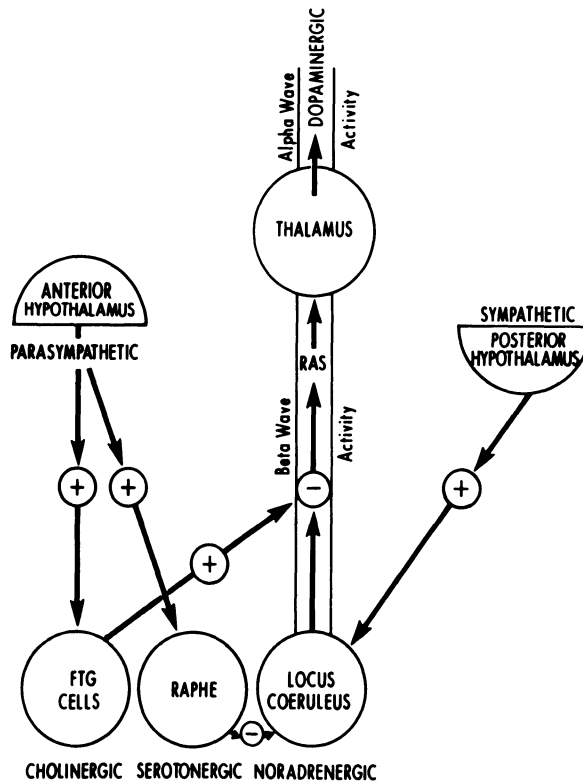 Alpha Wave
DOPAMINERGIC
Activity
THALAMUS
ANTERIOR
HYPOTHALAMUS
PARASYMPATHETIC
SYMPATHETIC
POSTERIOR
HYPOTHALAMUS
RAS
Beta Wave
Activity
+
+
-
+
+
FTG
CELLS
RAPHE
LOCUS
COERULEUS
-
CHOLINERGIC
SEROTONERGIC
NORADRENERGIC